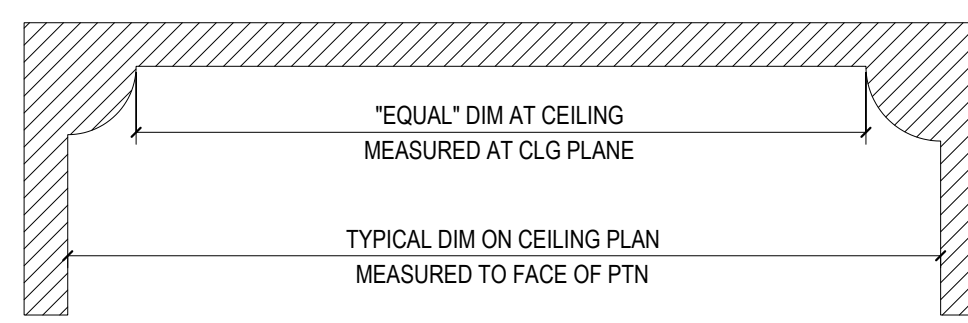 "EQUAL" DIM AT CEILING
MEASURED AT CLG PLANE
TYPICAL DIM ON CEILING PLAN
MEASURED TO FACE OF PTN